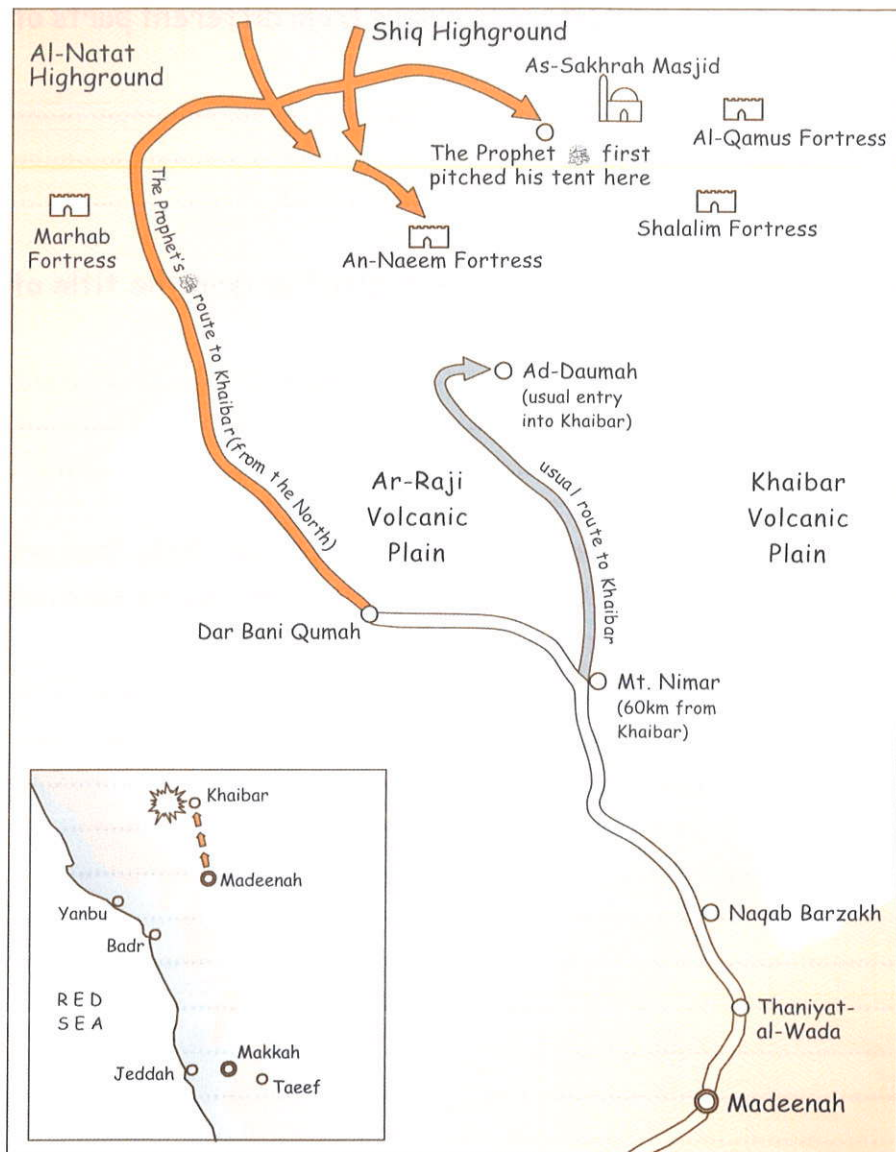 Al-Natat
Highground
Shiq Highground
As-Sakhrah Masjid
Al-Qamus Fortress
The Prophet ﷺ first
pitched his tent here
Marhab
Fortress
An-Naeem Fortress
Shalalim Fortress
The Prophet's ﷺ route to Khaibar (from the North)
Ad-Daumah
(usual entry
into Khaibar)
usual route to Khaibar
Ar-Raji
Volcanic
Plain
Khaibar
Volcanic
Plain
Dar Bani Qumah
Mt. Nimar
(60km from
Khaibar)
Naqab Barzakh
Thaniyat-
al-Wada
Madeenah
Khaibar
Madeenah
Yanbu
Badr
RED
SEA
Jeddah
Makkah
Taeef